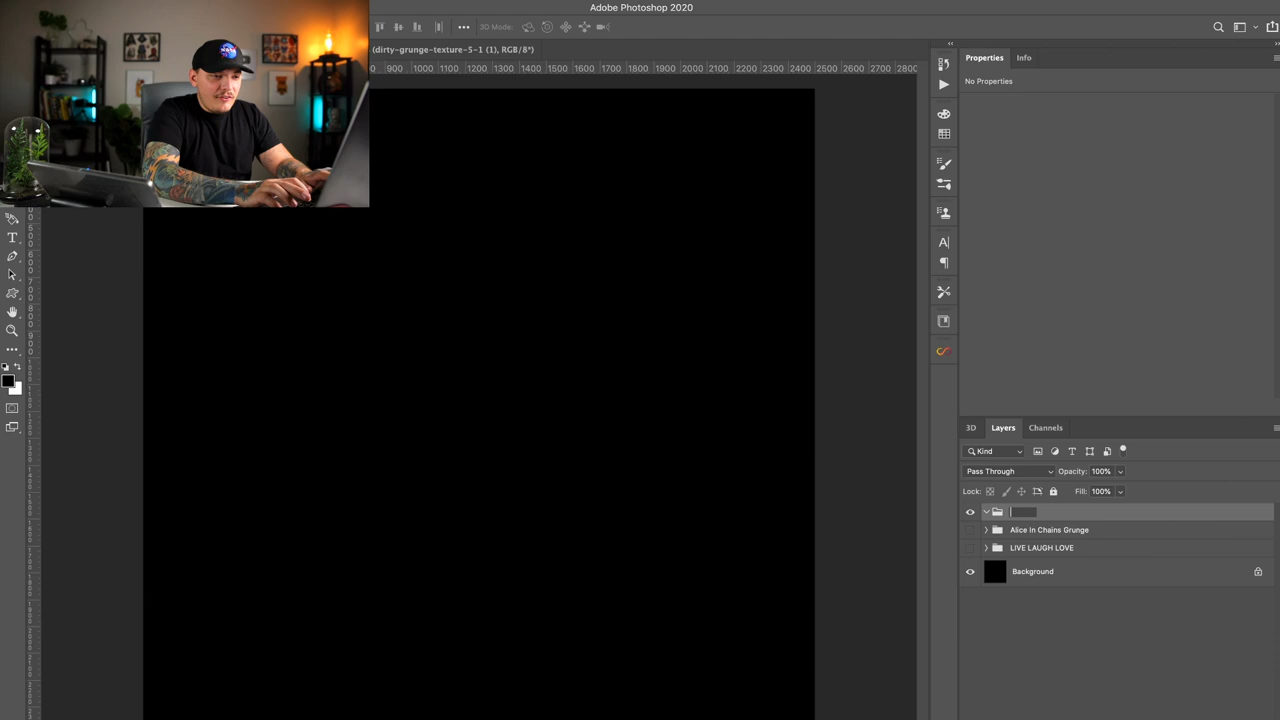 Adobe Photoshop 2020
3D Mode:
(dirty-grunge-texture-5-1 (1), RGB/8*)
900 1000 1100 1200 1300 1400 1500 1600 1700 1800 1900 2000 2100 2200 2300 2400 2500 2600 2700 2800
Properties
Info
No Properties
3D
Layers
Channels
Kind
Pass Through
Opacity: 100%
Lock:
Fill: 100%
Alice In Chains Grunge
LIVE LAUGH LOVE
Background
NASA